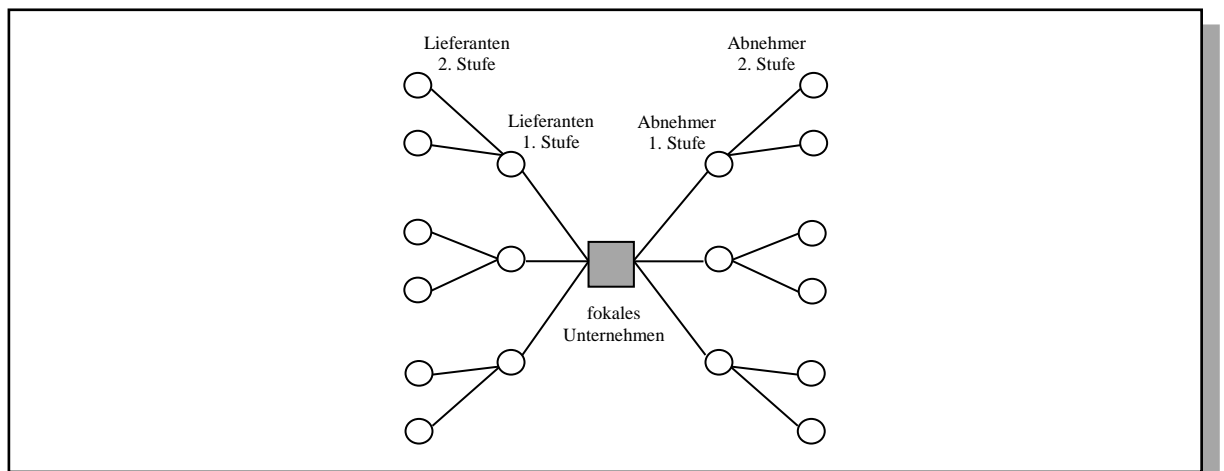 Lieferanten
2. Stufe
Abnehmer
2. Stufe
Lieferanten
1. Stufe
Abnehmer
1. Stufe
fokales
Unternehmen